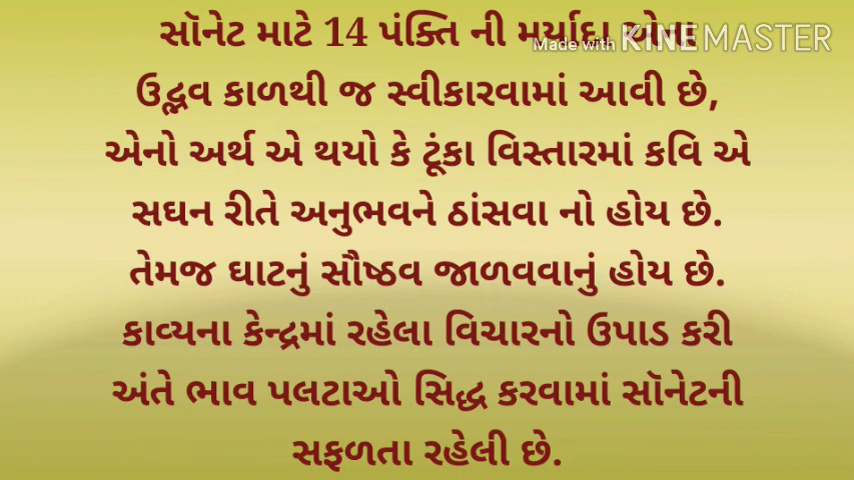 સૉનેટ માટે 14 પંક્તિ ની મર્યાદા એના
Made with KINEMASTER
ઉદ્ભવ કાળથી જ સ્વીકારવામાં આવી છે,
એનો અર્થ એ થયો કે ટૂંકા વિસ્તારમાં કવિ એ
સઘન રીતે અનુભવને ઠાંસવા નો હોય છે.
તેમજ ઘાટનું સૌષ્ઠવ જાળવવાનું હોય છે.
કાવ્યના કેન્દ્રમાં રહેલા વિચારનો ઉપાડ કરી
અંતે ભાવ પલટાઓ સિદ્ધ કરવામાં સૉનેટની
સફળતા રહેલી છે.